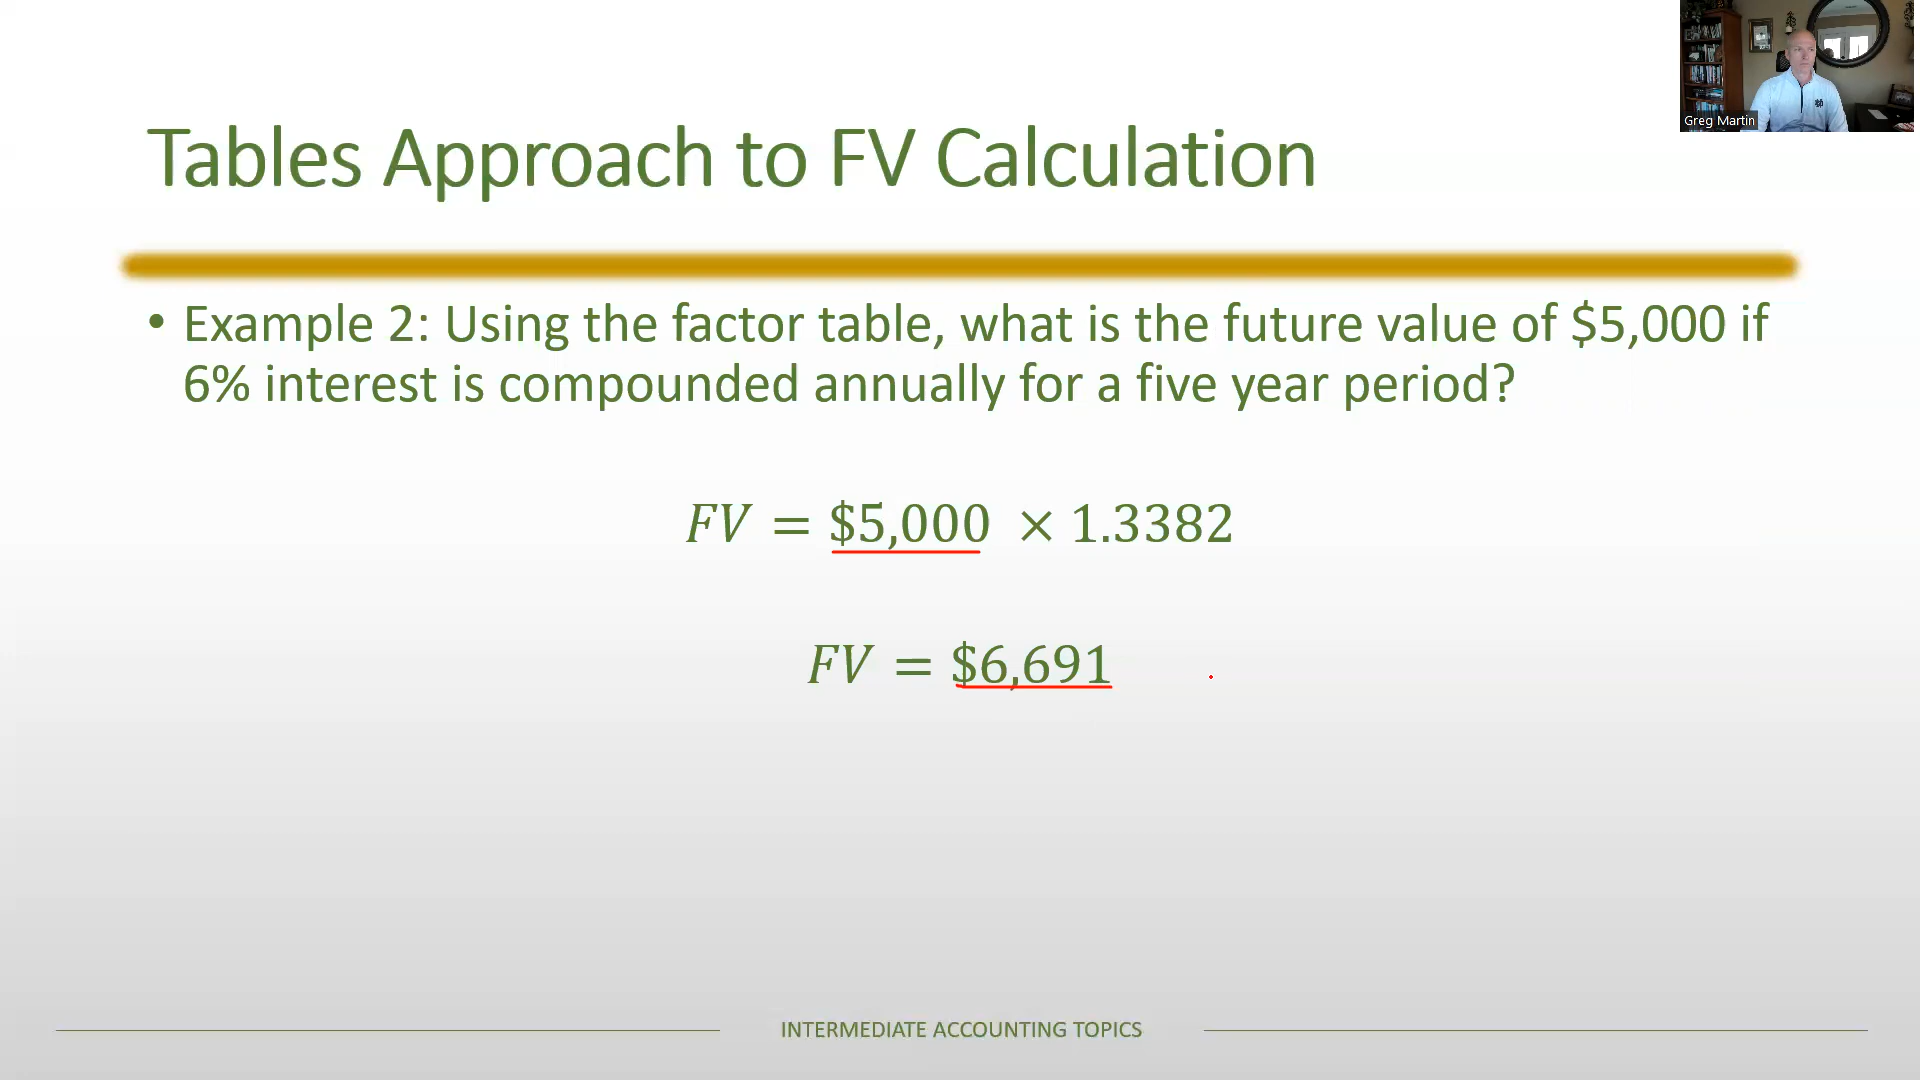 Greg Martin
Tables Approach to FV Calculation
• Example 2: Using the factor table, what is the future value of $5,000 if
6% interest is compounded annually for a five year period?
FV = $5,000 × 1.3382
FV = $6,691
INTERMEDIATE ACCOUNTING TOPICS